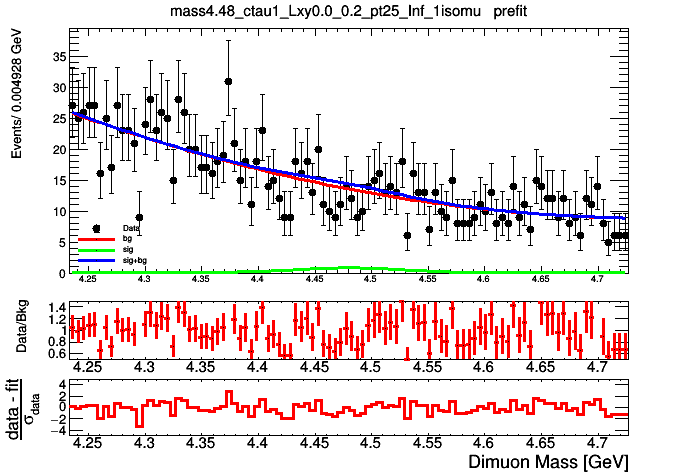 mass4.48_ctau1_Lxy0.0_0.2_pt25_Inf_1isomu prefit
Events/ 0.004928 GeV
35
30
25
20
15
10
5
0
Data
bg
sig
sig+bg
4.25 4.3 4.35 4.4 4.45 4.5 4.55 4.6 4.65 4.7
Data/Bkg
1.4
1.2
1
0.8
0.6
4.25 4.3 4.35 4.4 4.45 4.5 4.55 4.6 4.65 4.7
data - fit
σdata
4
2
0
−2
−4
4.25 4.3 4.35 4.4 4.45 4.5 4.55 4.6 4.65 4.7
Dimuon Mass [GeV]